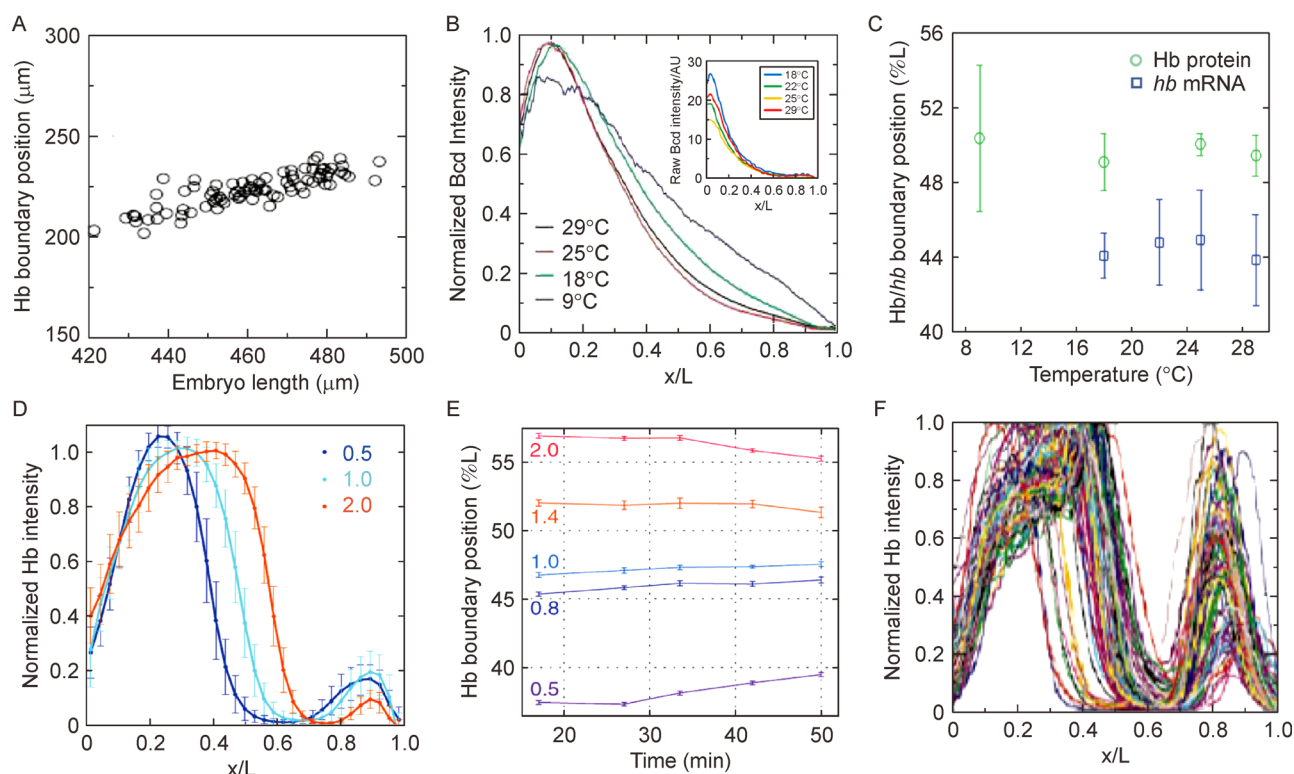 A
Hb boundary position (μm)
300
250
200
150
420
440
460
480
500
Embryo length (μm)
B
Normalized Bcd Intensity
1.0
0.8
0.6
0.4
0.2
0
29°C
25°C
18°C
9°C
0
0.2
0.4
0.6
0.8
1.0
x/L
Raw Bcd intensity/AU
30
20
10
0
18°C
22°C
25°C
29°C
0
0.2
0.4
0.6
0.8
1.0
x/L
C
Hb/hb boundary position (%L)
56
52
48
44
40
Hb protein
hb mRNA
8
12
16
20
24
28
Temperature (°C)
D
Normalized Hb intensity
1.0
0.8
0.6
0.4
0.2
0
0.5
1.0
2.0
0
0.2
0.4
0.6
0.8
1.0
x/L
E
Hb boundary position (%L)
55
50
45
40
2.0
1.4
1.0
0.8
0.5
20
30
40
50
Time (min)
F
Normalized Hb intensity
1.0
0.8
0.6
0.4
0.2
0
0
0.2
0.4
0.6
0.8
1.0
x/L